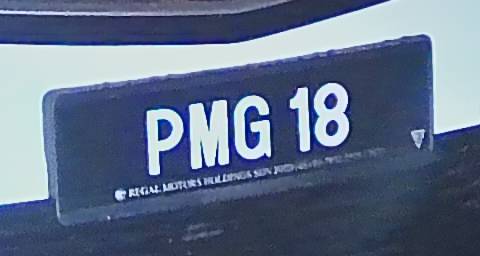 PMG 18
REGAL MOTORS HOLDINGS SDN